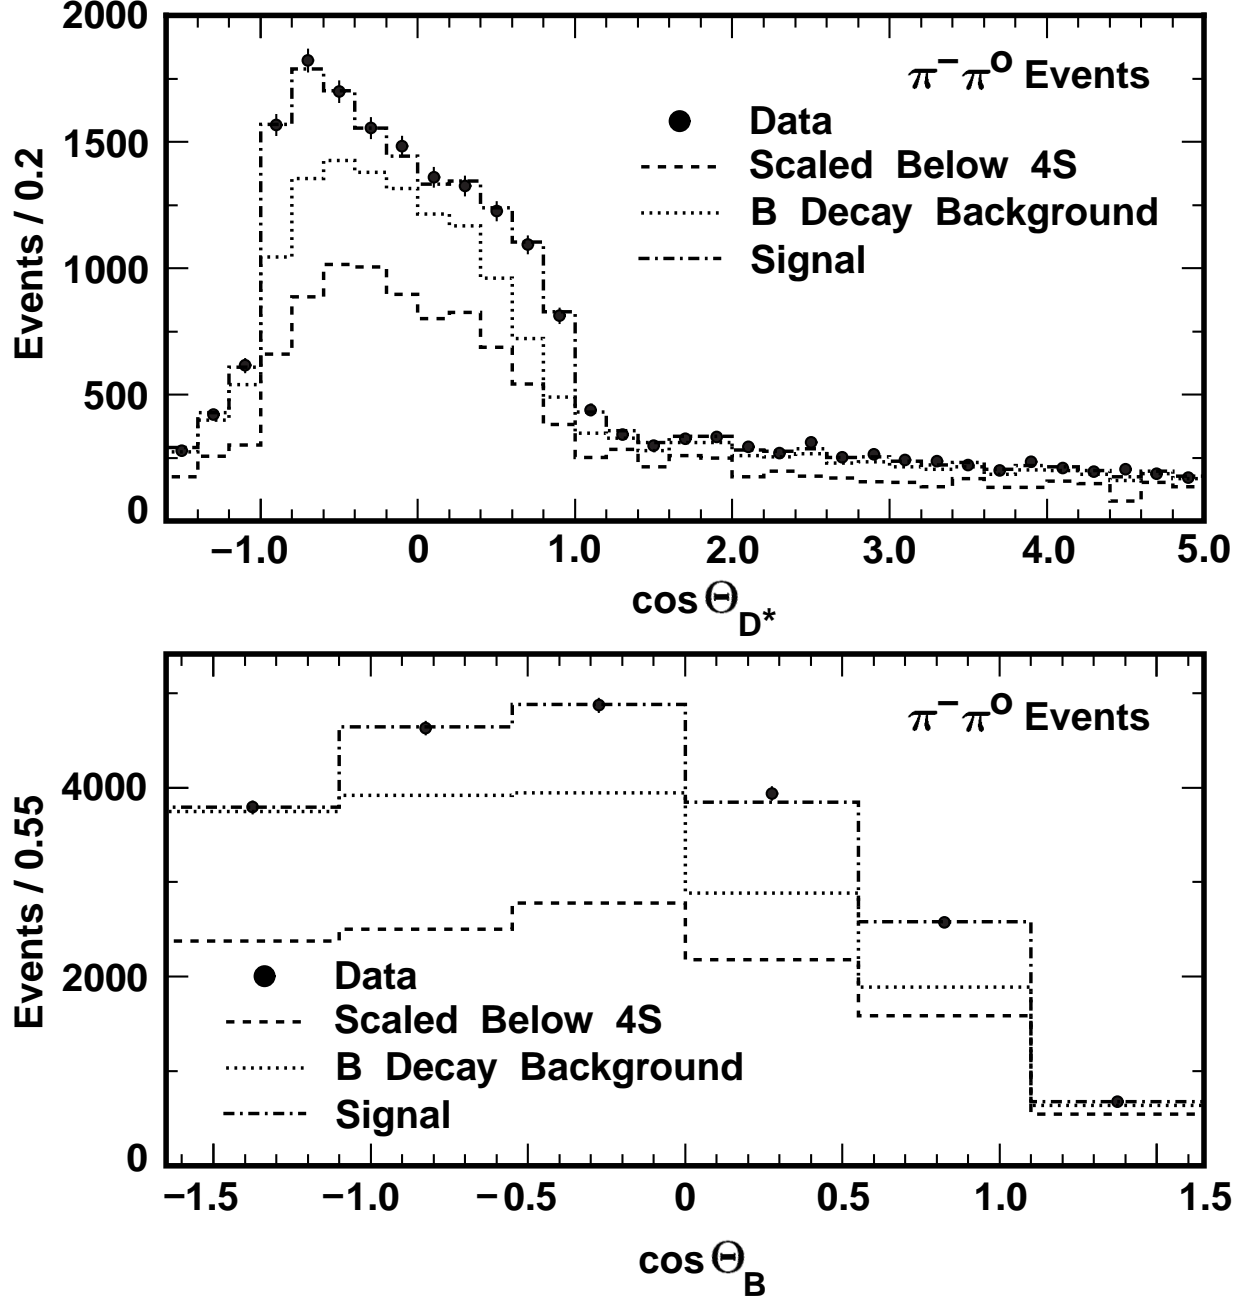 2000
1500
1000
500
0
Events / 0.2
π⁻π⁰ Events
Data
Scaled Below 4S
B Decay Background
Signal
−1.0 0 1.0 2.0 3.0 4.0 5.0
cos Θ_D*
4000
2000
0
Events / 0.55
π⁻π⁰ Events
Data
Scaled Below 4S
B Decay Background
Signal
−1.5 −1.0 −0.5 0 0.5 1.0 1.5
cos Θ_B